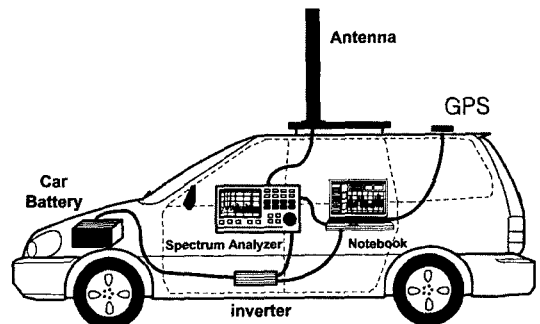 Antenna
GPS
Car
Battery
Spectrum Analyzer
Notebook
inverter